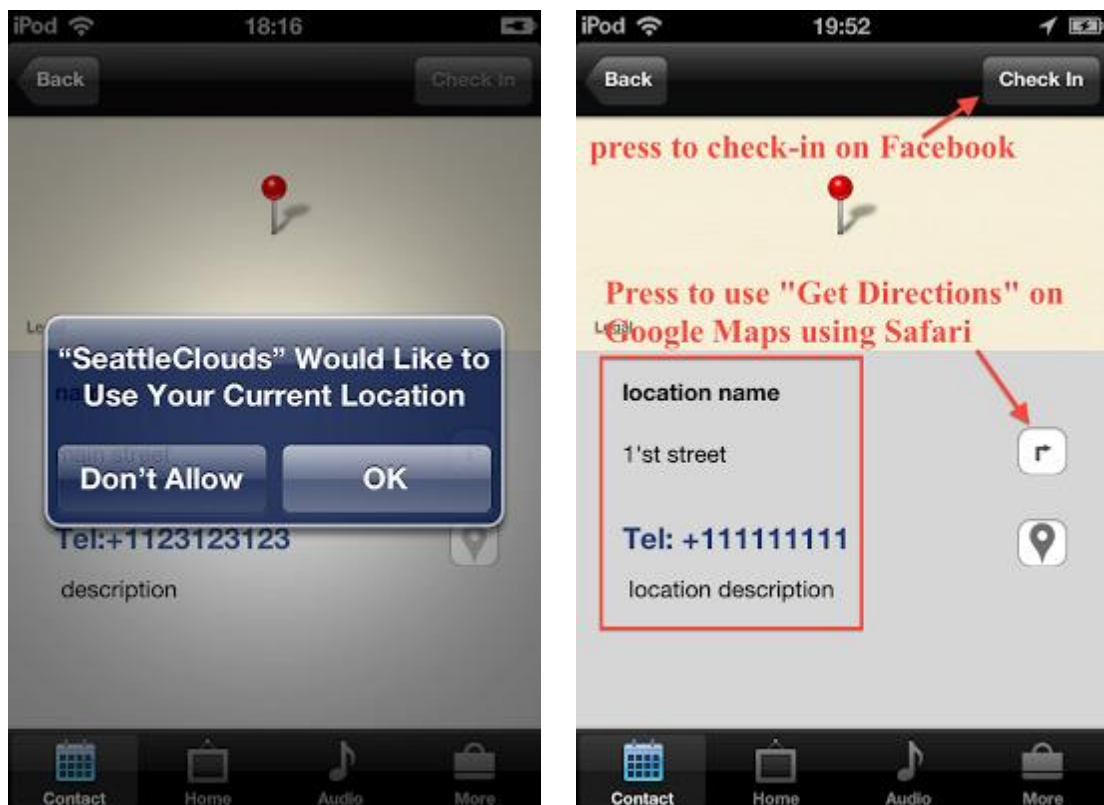 iPod 18:16
Back Check In
Legal
"SeattleClouds" Would Like to
Use Your Current Location
main street
Don't Allow OK
Tel:+1123123123
description
Contact Home Audio More
iPod 19:52
Back Check In
press to check-in on Facebook
Press to use "Get Directions" on
Legal
Google Maps using Safari
location name
1'st street
Tel: +111111111
location description
Contact Home Audio More